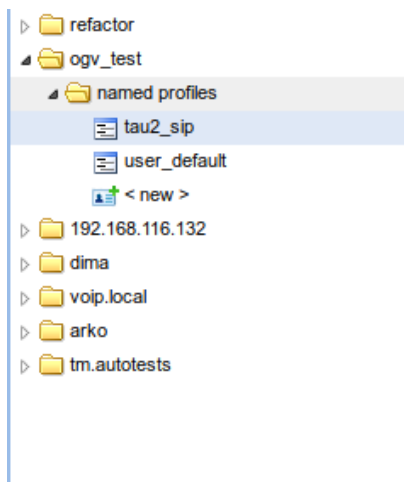 refactor
ogv_test
named profiles
tau2_sip
user_default
< new >
192.168.116.132
dima
voip.local
arko
tm.autotests